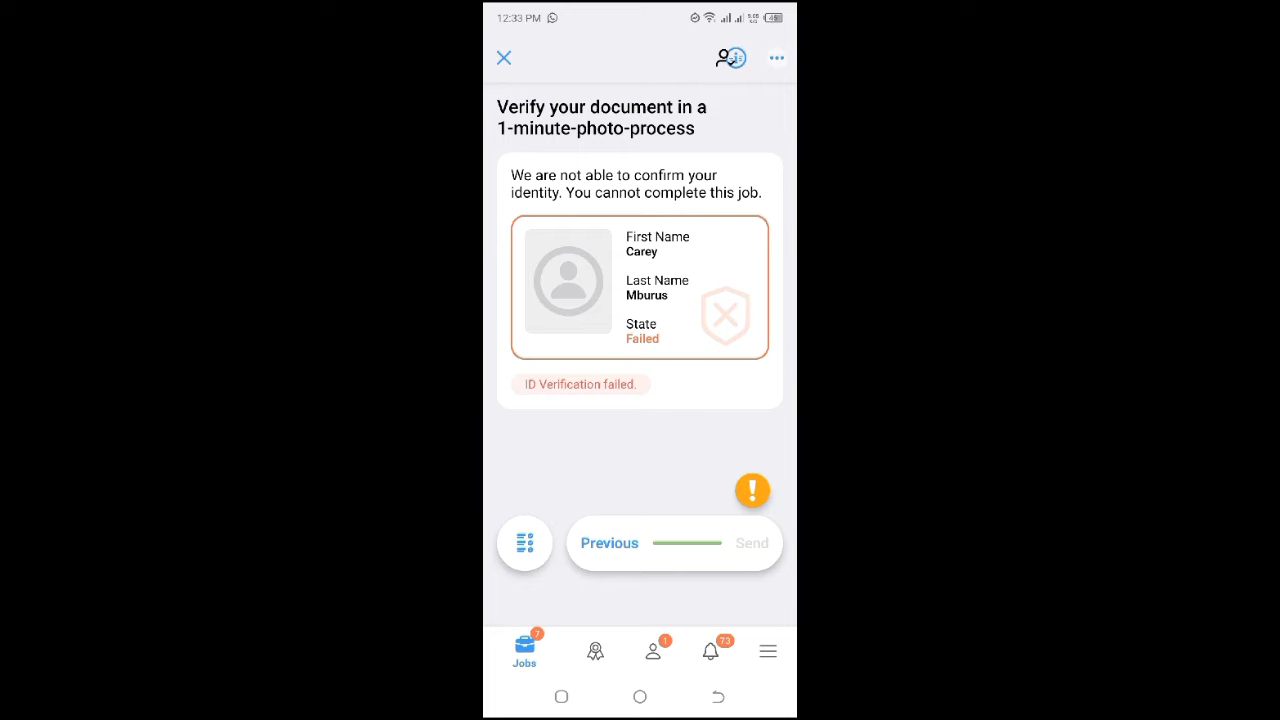 12:33 PM
Verify your document in a
1-minute-photo-process
We are not able to confirm your
identity. You cannot complete this job.
First Name
Carey
Last Name
Mburus
State
Failed
ID Verification failed.
!
Previous
Send
7
1
73
Jobs